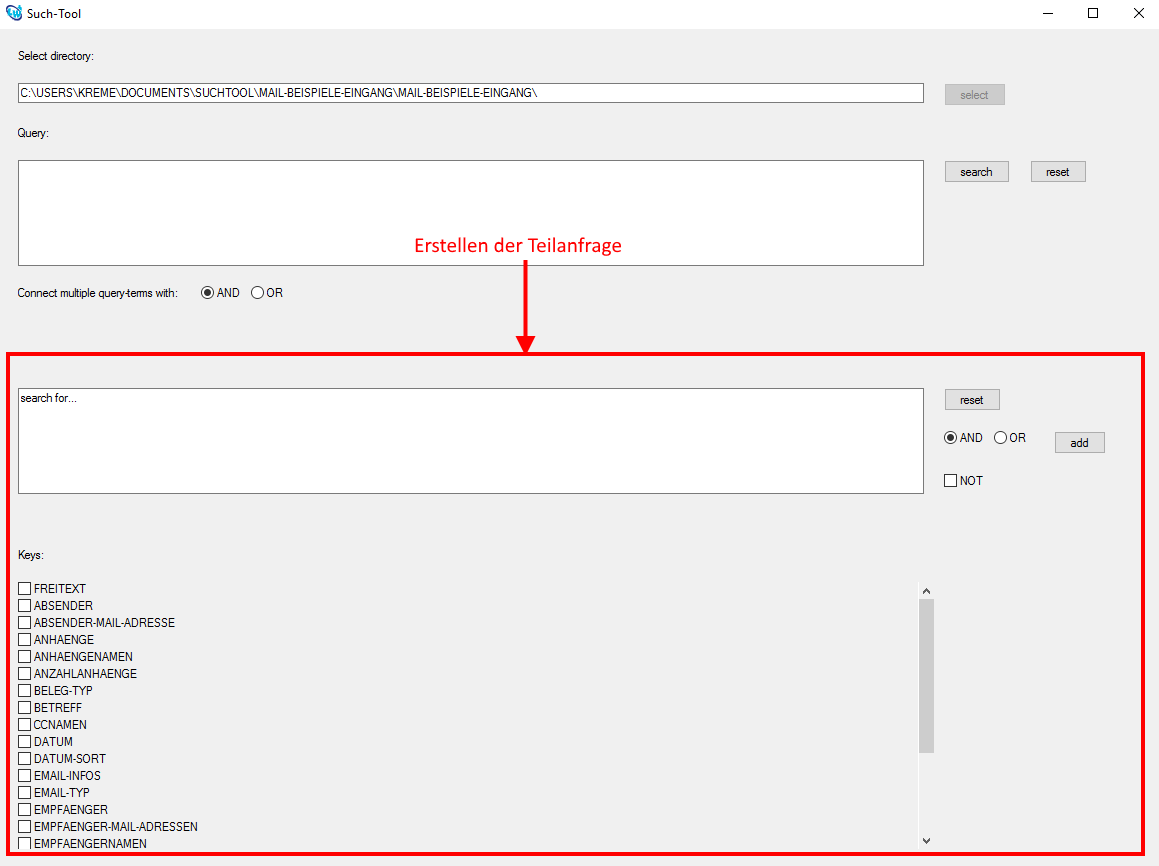 Such-Tool
Select directory:
C:\USERS\KREME\DOCUMENTS\SUCHTOOL\MAIL-BEISPIELE-EINGANG\MAIL-BEISPIELE-EINGANG\
select
Query:
search
reset
Erstellen der Teilanfrage
Connect multiple query-terms with:
AND
OR
search for...
reset
AND
OR
add
NOT
Keys:
FREITEXT
ABSENDER
ABSENDER-MAIL-ADRESSE
ANHAENGE
ANHAENGENAMEN
ANZAHLANHAENGE
BELEG-TYP
BETREFF
CCNAMEN
DATUM
DATUM-SORT
EMAIL-INFOS
EMAIL-TYP
EMPFAENGER
EMPFAENGER-MAIL-ADRESSEN
EMPFAENGERNAMEN